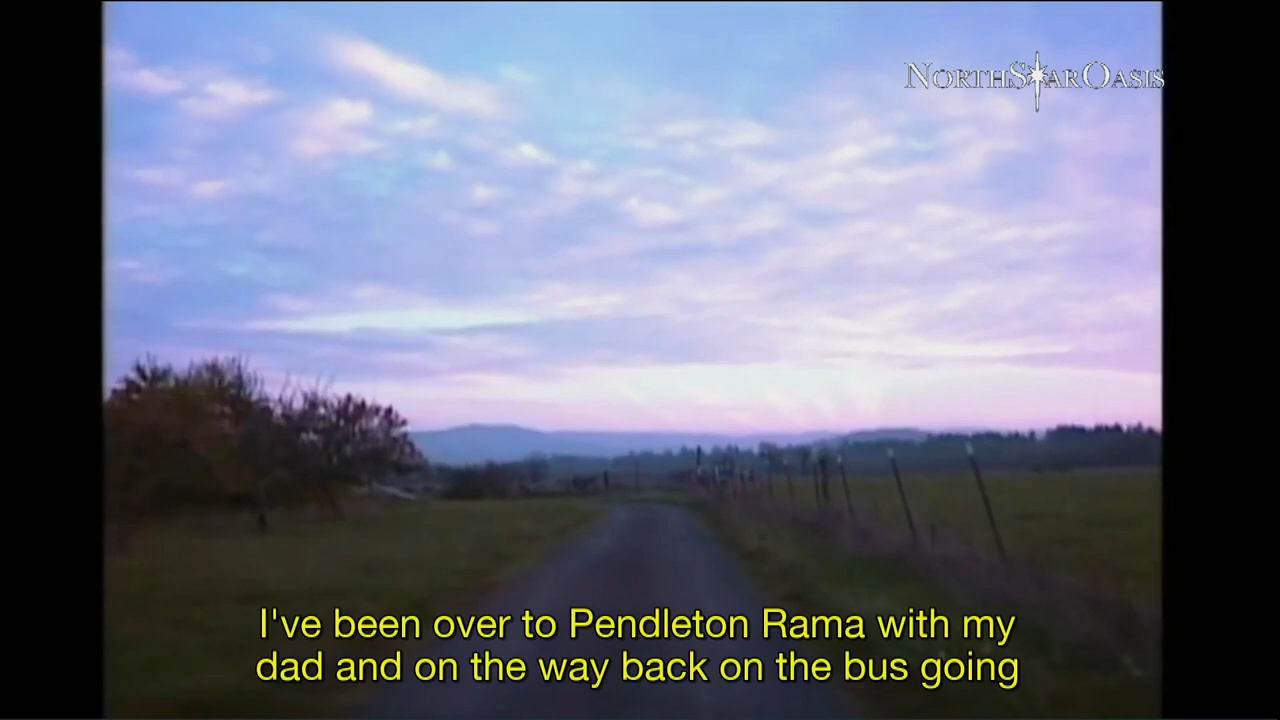 NorthStarOasis
I've been over to Pendleton Rama with my
dad and on the way back on the bus going